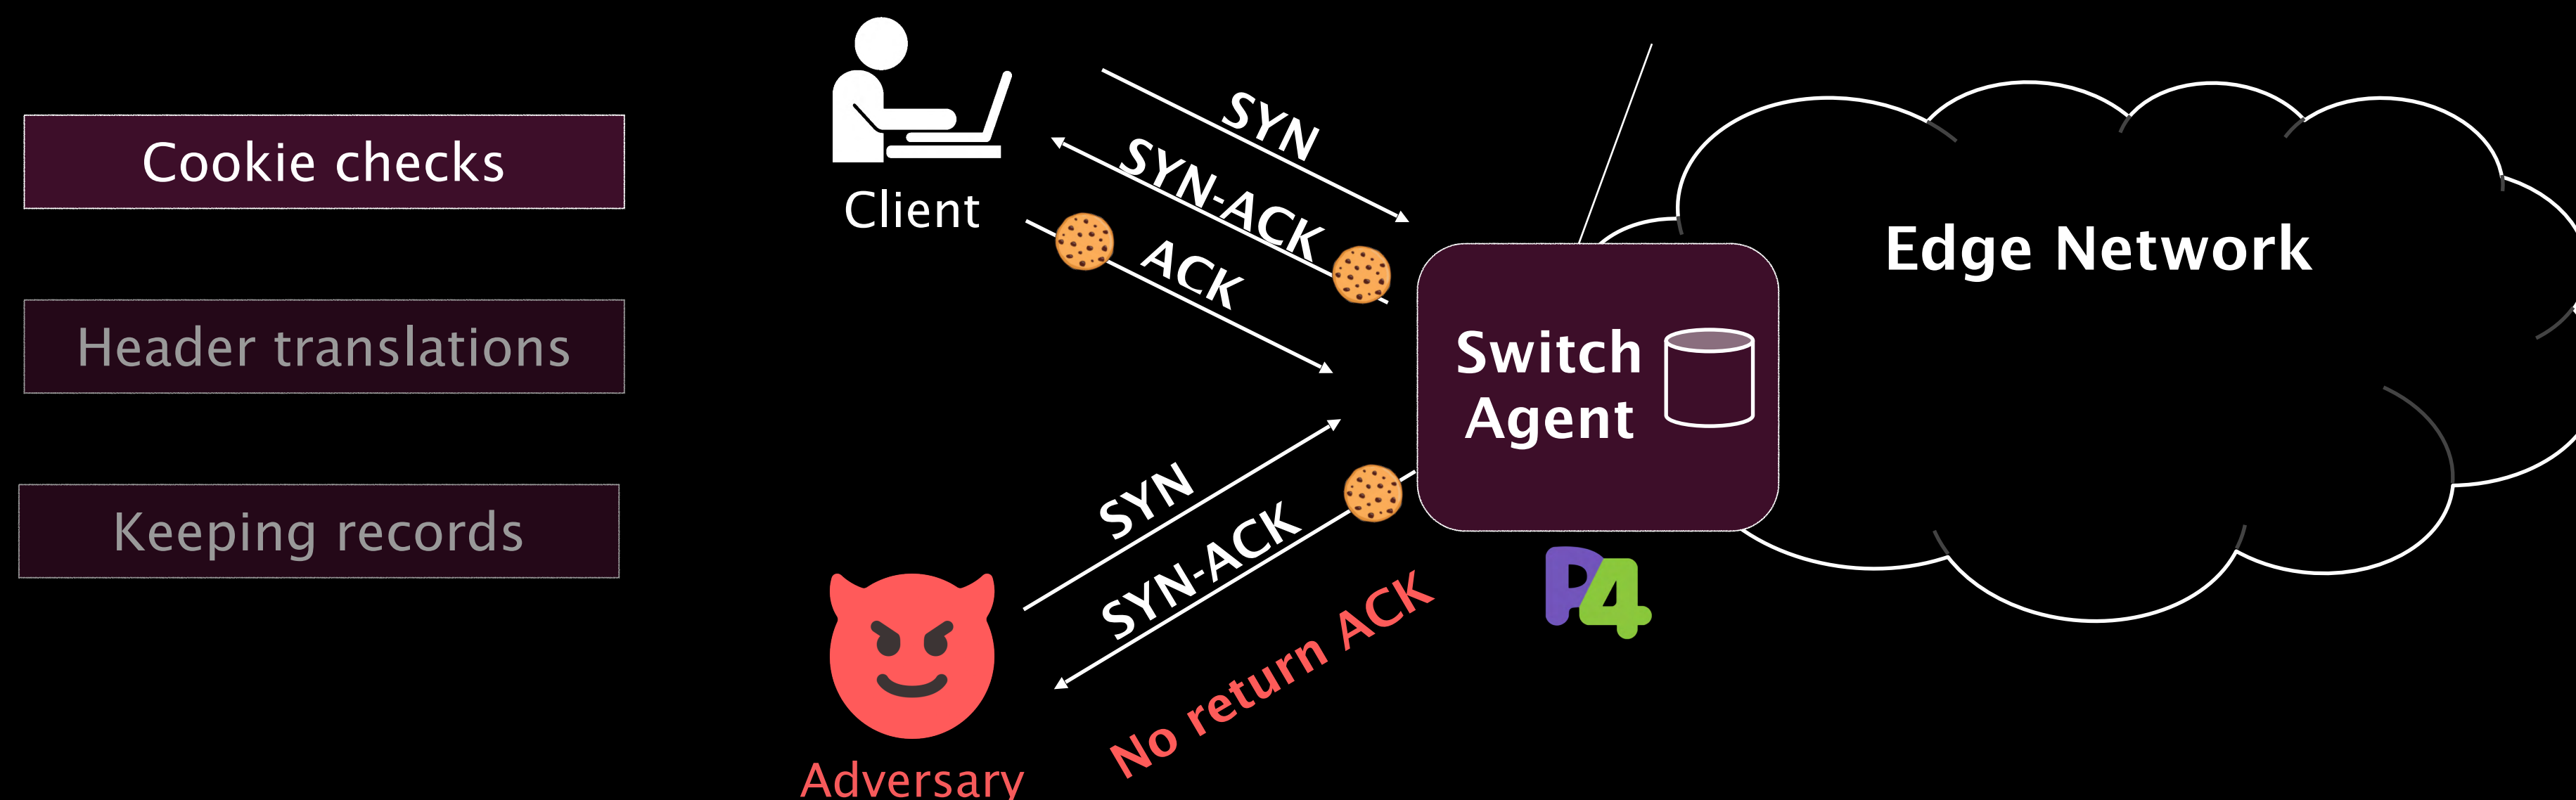 Cookie checks
Header translations
Keeping records
Client
SYN
SYN-ACK
ACK
SYN
SYN-ACK
No return ACK
Adversary
Switch
Agent
P4
Edge Network